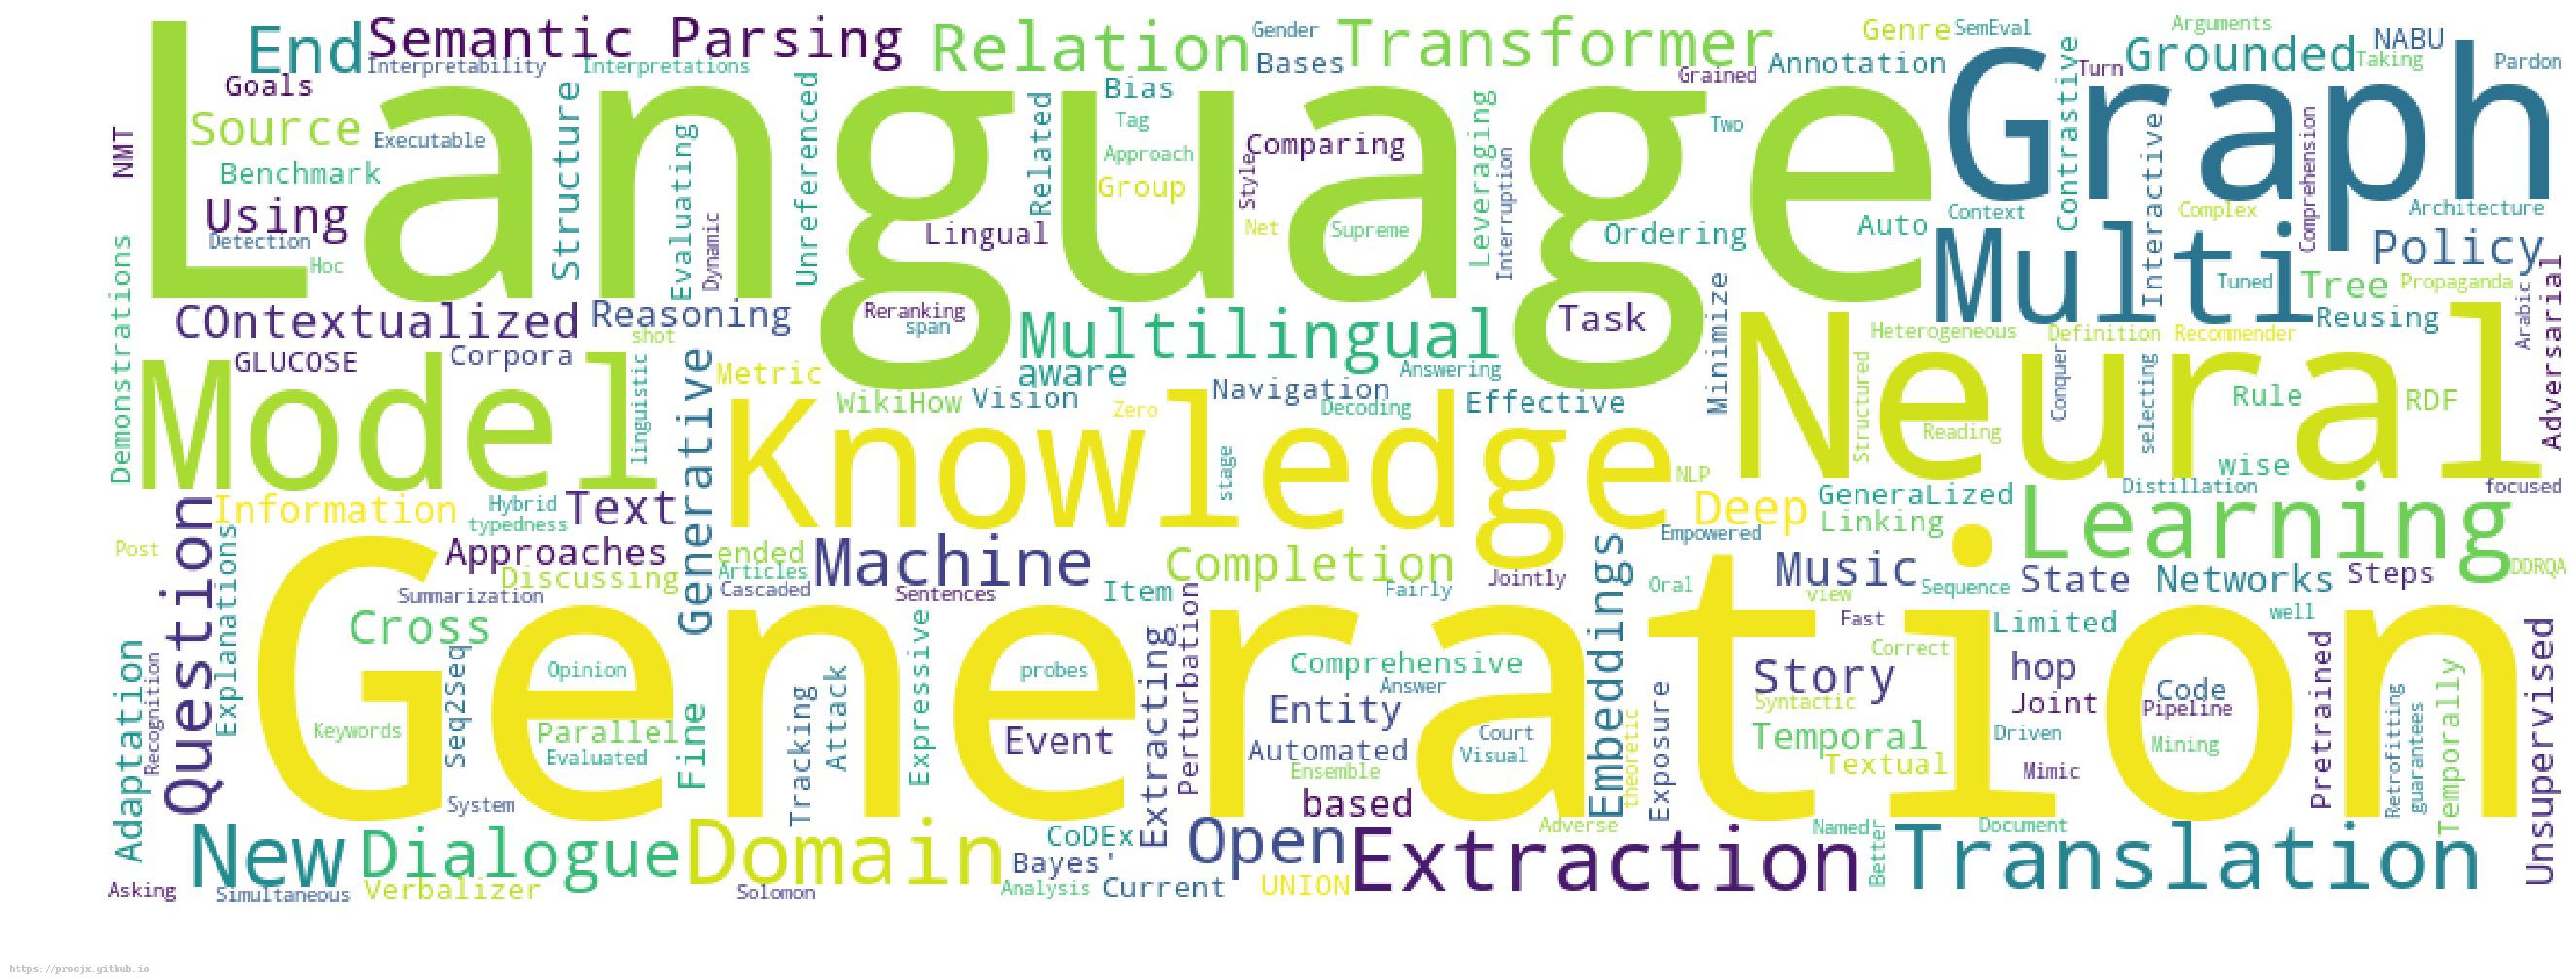 Language
Graph
Generation
Knowledge
Neural
Model
Multi
Learning
End
Semantic Parsing
Relation
Gender
Transformer
Genre
SemEval
Arguments
NABU
Interpretability
Interpretations
Bases
Grained
Annotation
Turn
Grounded
Taking
Pardon
Goals
Bias
Contrastive
Source
Executable
Structure
Evaluating
Unreferenced
Related
Tag
Comparing
Leveraging
Two
Interactive
Comprehension
NMT
Benchmark
Approach
Group
Style
Interruption
Using
Detection
Hoc
Dynamic
Lingual
Net
Supreme
Ordering
Auto
Context
Complex
Architecture
Policy
Demonstrations
COntextualized
Reasoning
Reranking
span
Task
Minimize
Tuned
Tree
Propaganda
Reusing
Arabic
Adversarial
GLUCOSE
Corpora
shot
linguistic
Generative
Metric
Multilingual
aware
Answering
Heterogeneous
Definition
Recommender
WikiHow
Vision
Zero
Navigation
Decoding
Effective
Structured
Reading
Conquer
selecting
Rule
RDF
wise
stage
NLP
Deep
GeneraLized
Linking
Distillation
focused
Question
Information
Hybrid
typedness
Text
Empowered
Post
Explanations
Approaches
Discussing
ended
Articles
Machine
Completion
Embeddings
Music
State
Networks
Steps
DDRQA
Summarization
Cascaded
Sentences
Item
Fairly
Jointly
Oral
view
Sequence
Cross
Expressive
Extracting
Perturbation
Fast
Limited
well
Adaptation
Recognition
Seq2Seq
Opinion
probes
Comprehensive
Answer
Story
Syntactic
Correct
hop
Joint
Code
Pipeline
Pretrained
Retrofitting
guarantees
Temporally
Unsupervised
Keywords
Parallel
Evaluated
Fine
Tracking
Attack
Event
Entity
Automated
Ensemble
Court
Visual
theoretic
Exposure
Temporal
Textual
Driven
Mimic
Mining
System
based
New
Dialogue
Domain
CoDEx
Bayes'
Open
Extraction
Adverse
Named
Better
Document
Translation
Asking
Simultaneous
Verbalizer
Solomon
Analysis
Current
UNION
https://procjx.github.io